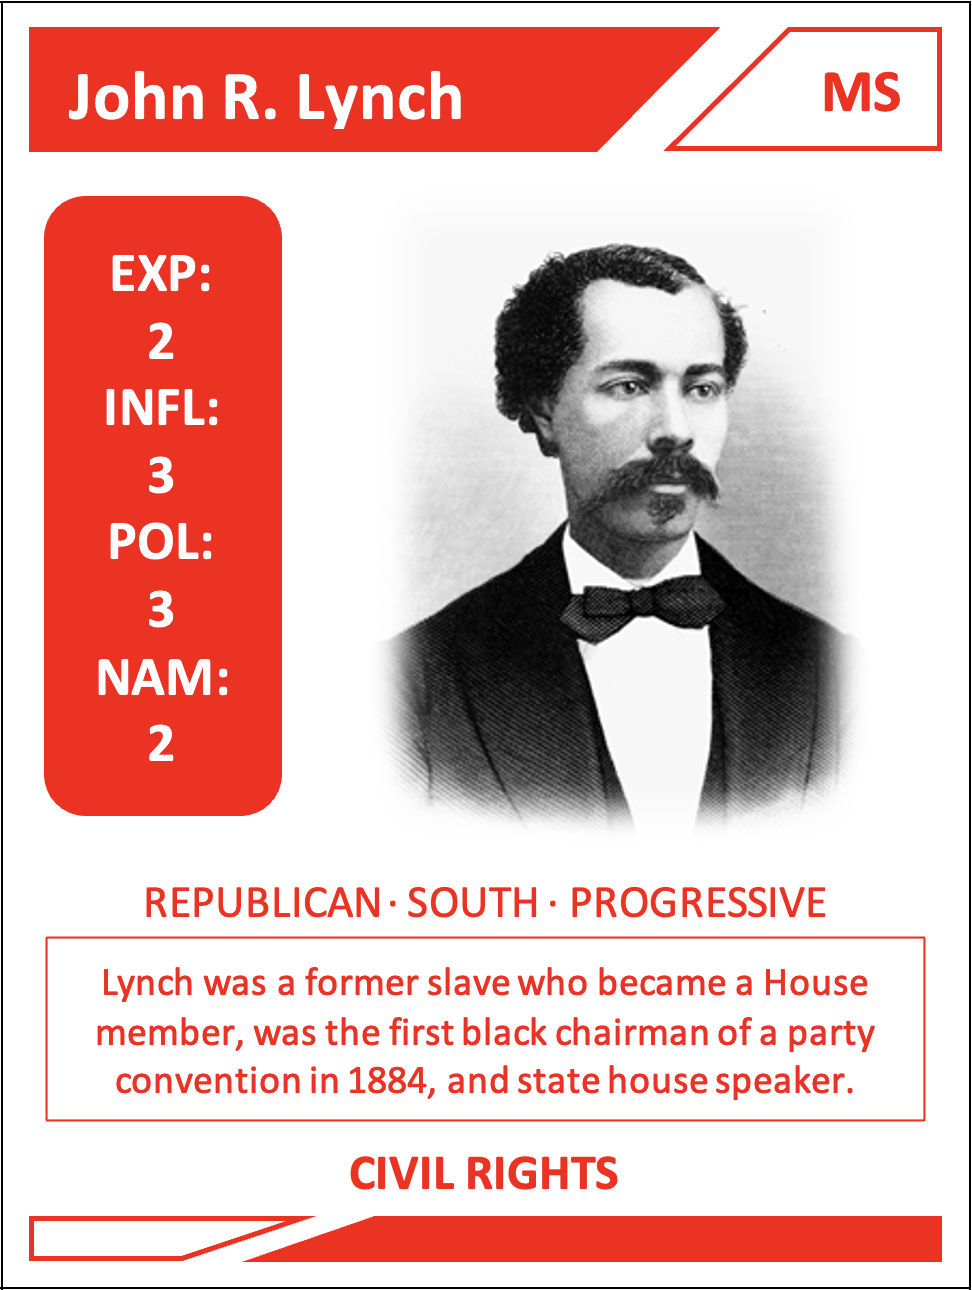 John R. Lynch
MS
EXP:
2
INFL:
3
POL:
3
NAM:
2
REPUBLICAN · SOUTH · PROGRESSIVE
Lynch was a former slave who became a House
member, was the first black chairman of a party
convention in 1884, and state house speaker.
CIVIL RIGHTS